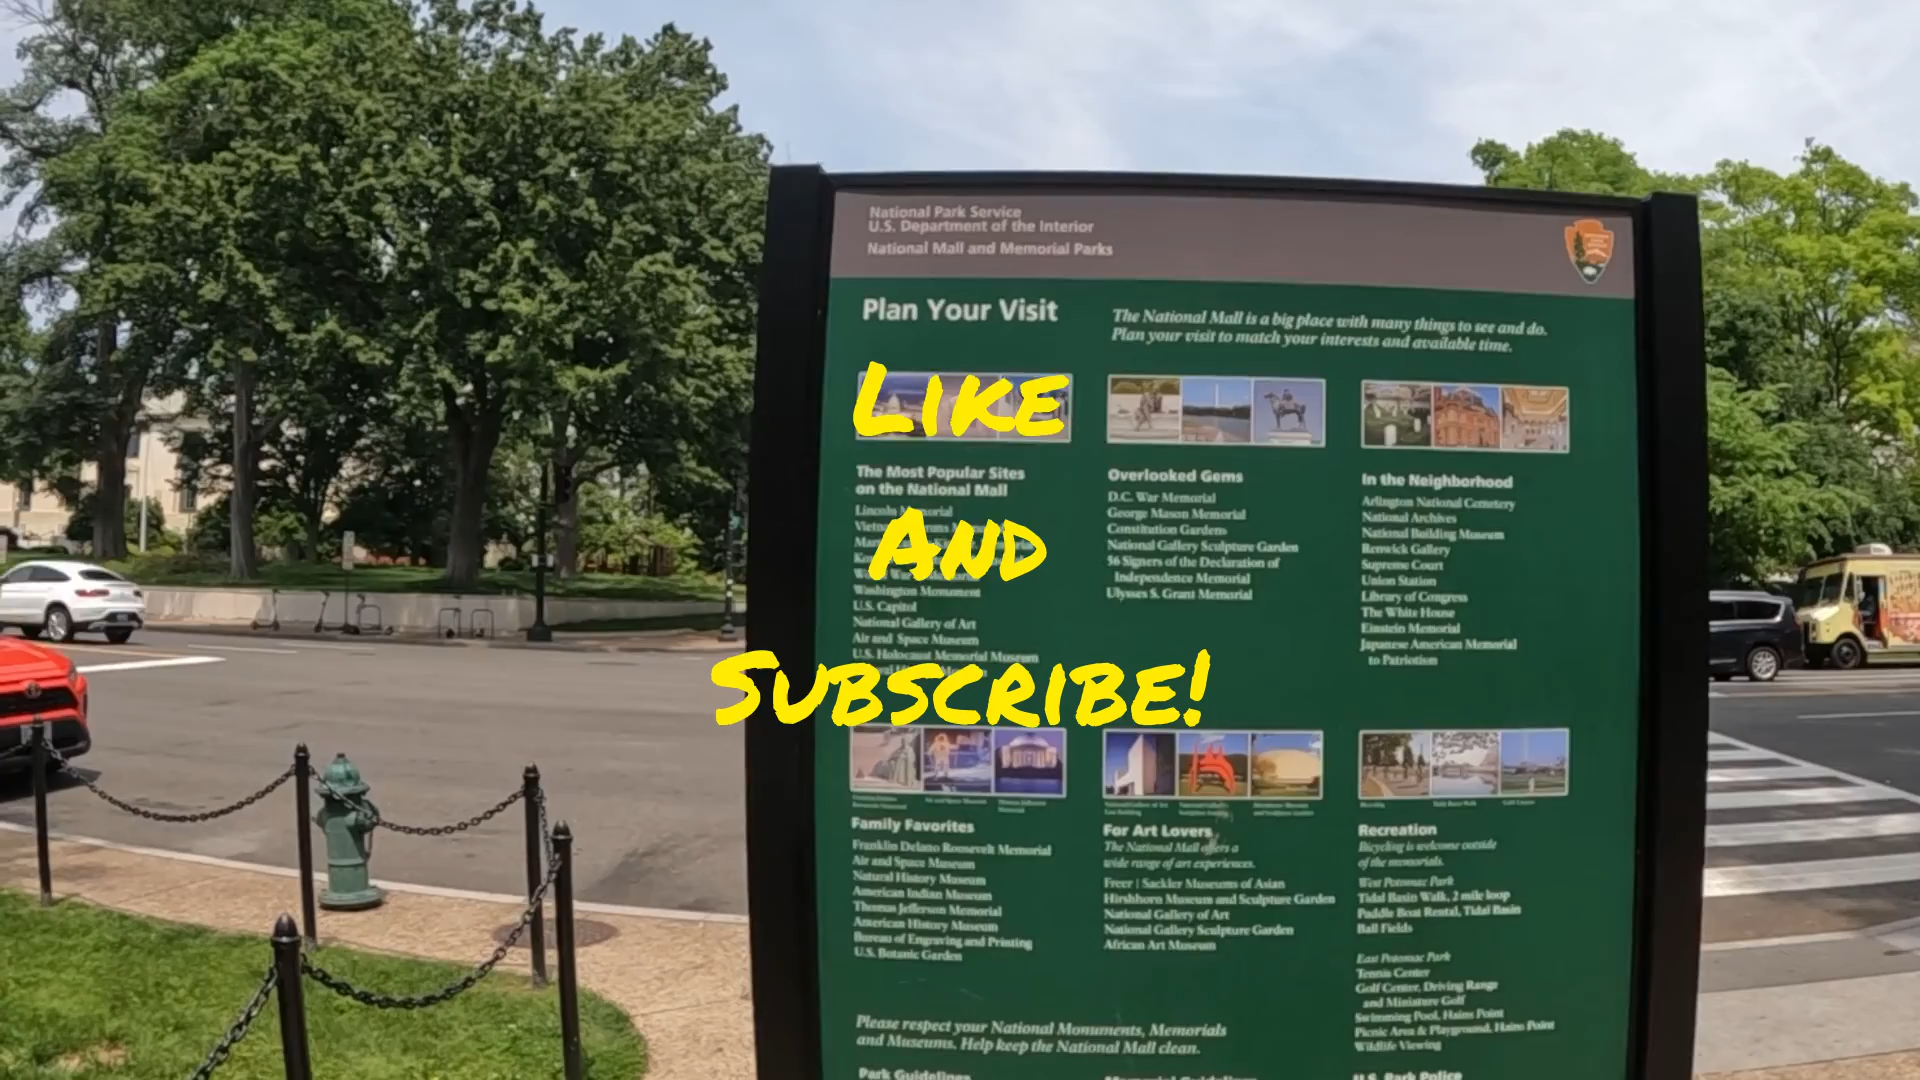 National Park Service
U.S. Department of the Interior
National Mall and Memorial Parks
Plan Your Visit
The National Mall is a big place with many things to see and do.
Plan your visit to match your interests and available time.
Like
And
Subscribe!
The Most Popular Sites
on the National Mall
Lincoln Memorial
Washington Monument
U.S. Capitol
National Gallery of Art
Air and Space Museum
U.S. Holocaust Memorial Museum
Overlooked Gems
D.C. War Memorial
George Mason Memorial
Constitution Gardens
National Gallery Sculpture Garden
56 Signers of the Declaration of
Independence Memorial
Ulysses S. Grant Memorial
In the Neighborhood
Arlington National Cemetery
National Archives
National Building Museum
Renwick Gallery
Supreme Court
Union Station
Library of Congress
The White House
Einstein Memorial
Japanese American Memorial
to Patriotism
Family Favorites
Franklin Delano Roosevelt Memorial
Air and Space Museum
Natural History Museum
American Indian Museum
Thomas Jefferson Memorial
American History Museum
Bureau of Engraving and Printing
U.S. Botanic Garden
For Art Lovers
The National Mall offers a
wide range of art experiences.
Freer | Sackler Museums of Asian
Hirshhorn Museum and Sculpture Garden
National Gallery of Art
National Gallery Sculpture Garden
African Art Museum
Recreation
Bicycling is welcome outside
of the memorials.
West Potomac Park
Tidal Basin Walk, 2 mile loop
Paddle Boat Rental, Tidal Basin
Ball Fields
East Potomac Park
Tennis Center
Golf Center, Driving Range
and Miniature Golf
Swimming Pool, Hains Point
Picnic Area & Playground, Hains Point
Wildlife Viewing
Please respect your National Monuments, Memorials
and Museums. Help keep the National Mall clean.
Park Guidelines
Memorial Guidelines
U.S. Park Police